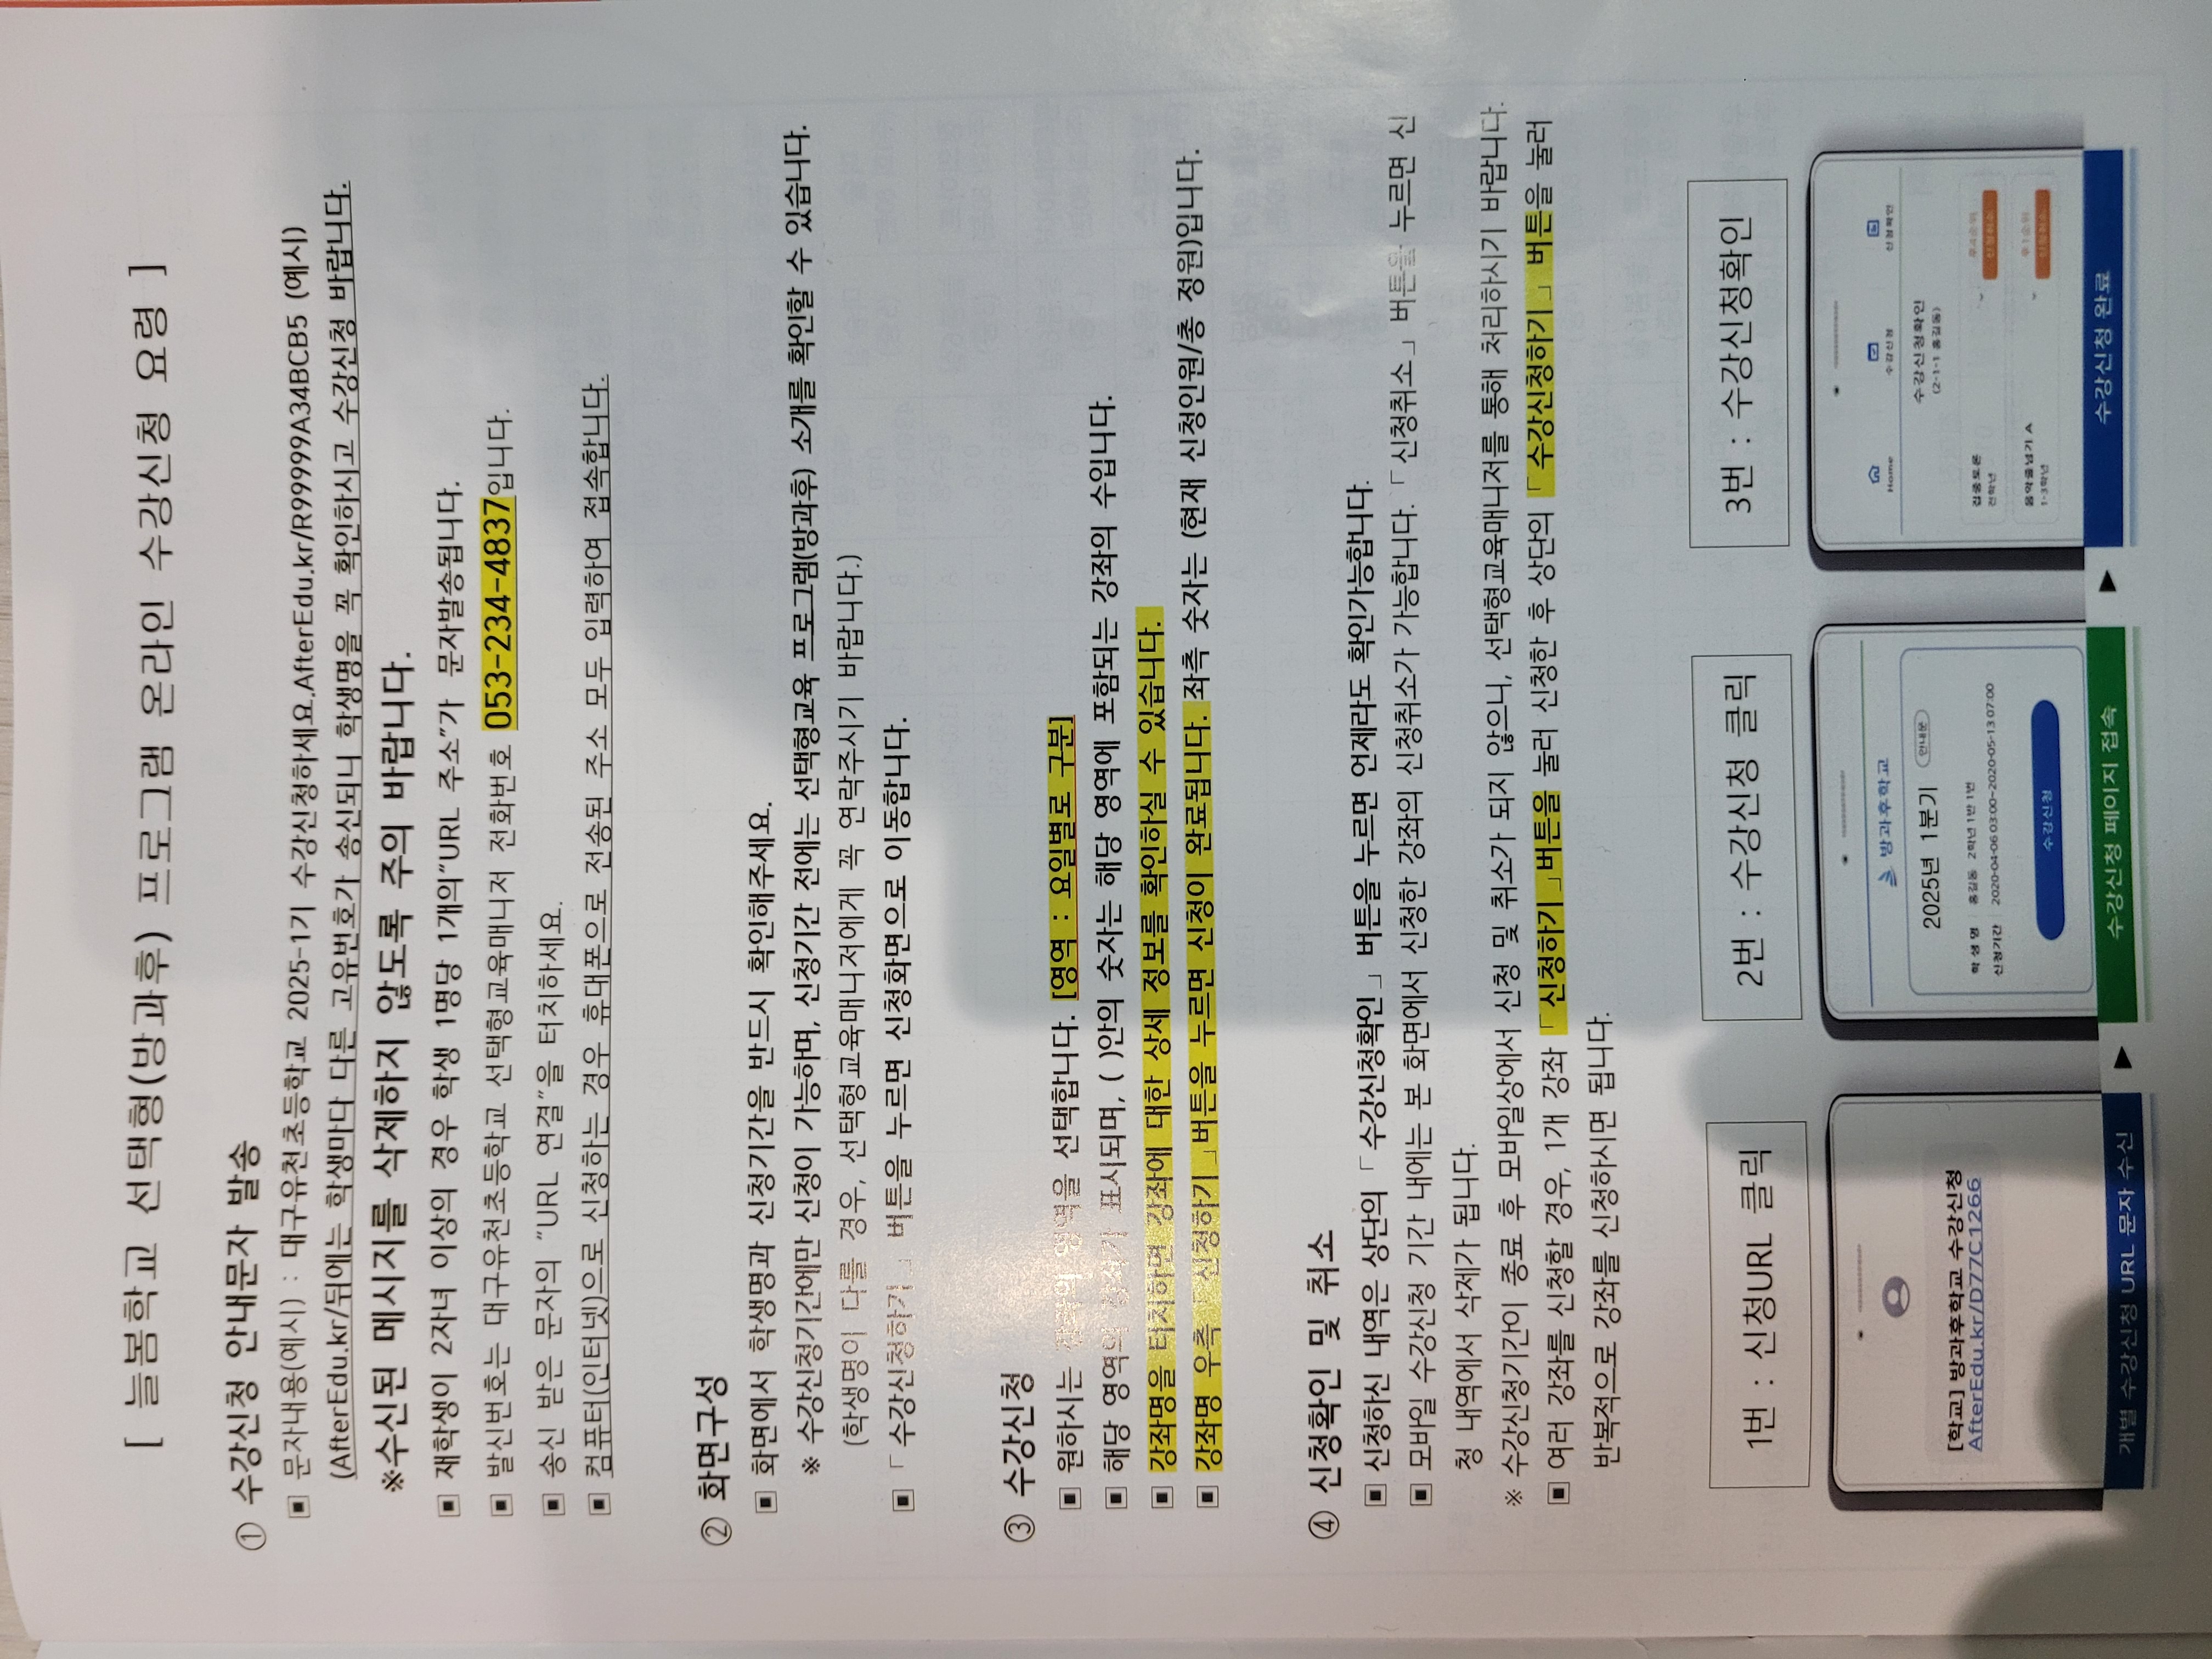 [ 늘봄학교 선택형(방과후) 프로그램 온라인 수강신청 요령 ]
① 수강신청 안내문자 발송
▣ 문자내용(예시) : 대구유천초등학교 2025-1기 수강신청하세요.AfterEdu.kr/R99999A34BCB5 (예시)
(AfterEdu.kr/뒤에는 학생마다 다른 고유번호가 송신되니 학생명을 꼭 확인하시고 수강신청 바랍니다.
※수신된 메시지를 삭제하지 않도록 주의 바랍니다.
▣ 재학생이 2자녀 이상의 경우 학생 1명당 1개의"URL 주소"가 문자발송됩니다.
▣ 발신번호는 대구유천초등학교 선택형교육매니저 전화번호 053-234-4837입니다.
▣ 송신 받은 문자의 "URL 연결"을 터치하세요.
▣ 컴퓨터(인터넷)으로 신청하는 경우 휴대폰으로 전송된 주소 모두 입력하여 접속합니다.
② 화면구성
▣ 화면에서 학생명과 신청기간을 반드시 확인해주세요.
※ 수강신청기간에만 신청이 가능하며, 신청기간 전에는 선택형교육 프로그램(방과후) 소개를 확인할 수 있습니다.
(학생명이 다를 경우, 선택형교육매니저에게 꼭 연락주시기 바랍니다.)
▣ 「수강신청하기」 버튼을 누르면 신청화면으로 이동합니다.
③ 수강신청
▣ 원하시는 강좌의 영역을 선택합니다. [영역 : 요일별로 구분]
▣ 해당 영역의 강좌가 표시되며, ( )안의 숫자는 해당 영역에 포함되는 강좌의 수입니다.
▣ 강좌명을 터치하면 강좌에 대한 상세 정보를 확인하실 수 있습니다.
▣ 강좌명 우측 「신청하기」버튼을 누르면 신청이 완료됩니다. 좌측 숫자는 (현재 신청인원/총 정원)입니다.
④ 신청확인 및 취소
▣ 신청하신 내역은 상단의 「수강신청확인」 버튼을 누르면 언제라도 확인가능합니다.
▣ 모바일 수강신청 기간 내에는 본 화면에서 신청한 강좌의 신청취소가 가능합니다.「신청취소」 버튼을 누르면 신
청 내역에서 삭제가 됩니다.
※ 수강신청기간이 종료 후 모바일상에서 신청 및 취소가 되지 않으니, 선택형교육매니저를 통해 처리하시기 바랍니다.
▣ 여러 강좌를 신청할 경우, 1개 강좌 「신청하기」버튼을 눌러 신청한 후 상단의 「수강신청하기」 버튼을 눌러
반복적으로 강좌를 신청하시면 됩니다.
1번 : 신청URL 클릭
2번 : 수강신청 클릭
3번 : 수강신청확인
[학교] 방과후학교 수강신청
AfterEdu.kr/D77C1266
개별 수강신청 URL 문자 수신
방과후학교
2025년 1분기 안내문
학 생 명 홍길동 2학년 1반 1번
신청기간 2020-04-06 03:00~2020-05-13 07:00
수강신청
수강신청 페이지 접속
Home 수강신청 신청확인
수강신청확인
(2-1-1 홍길동)
집중토론 후4순위
전학년 신청취소
음악줄넘기 A 후1순위
1-3학년 신청취소
수강신청 완료